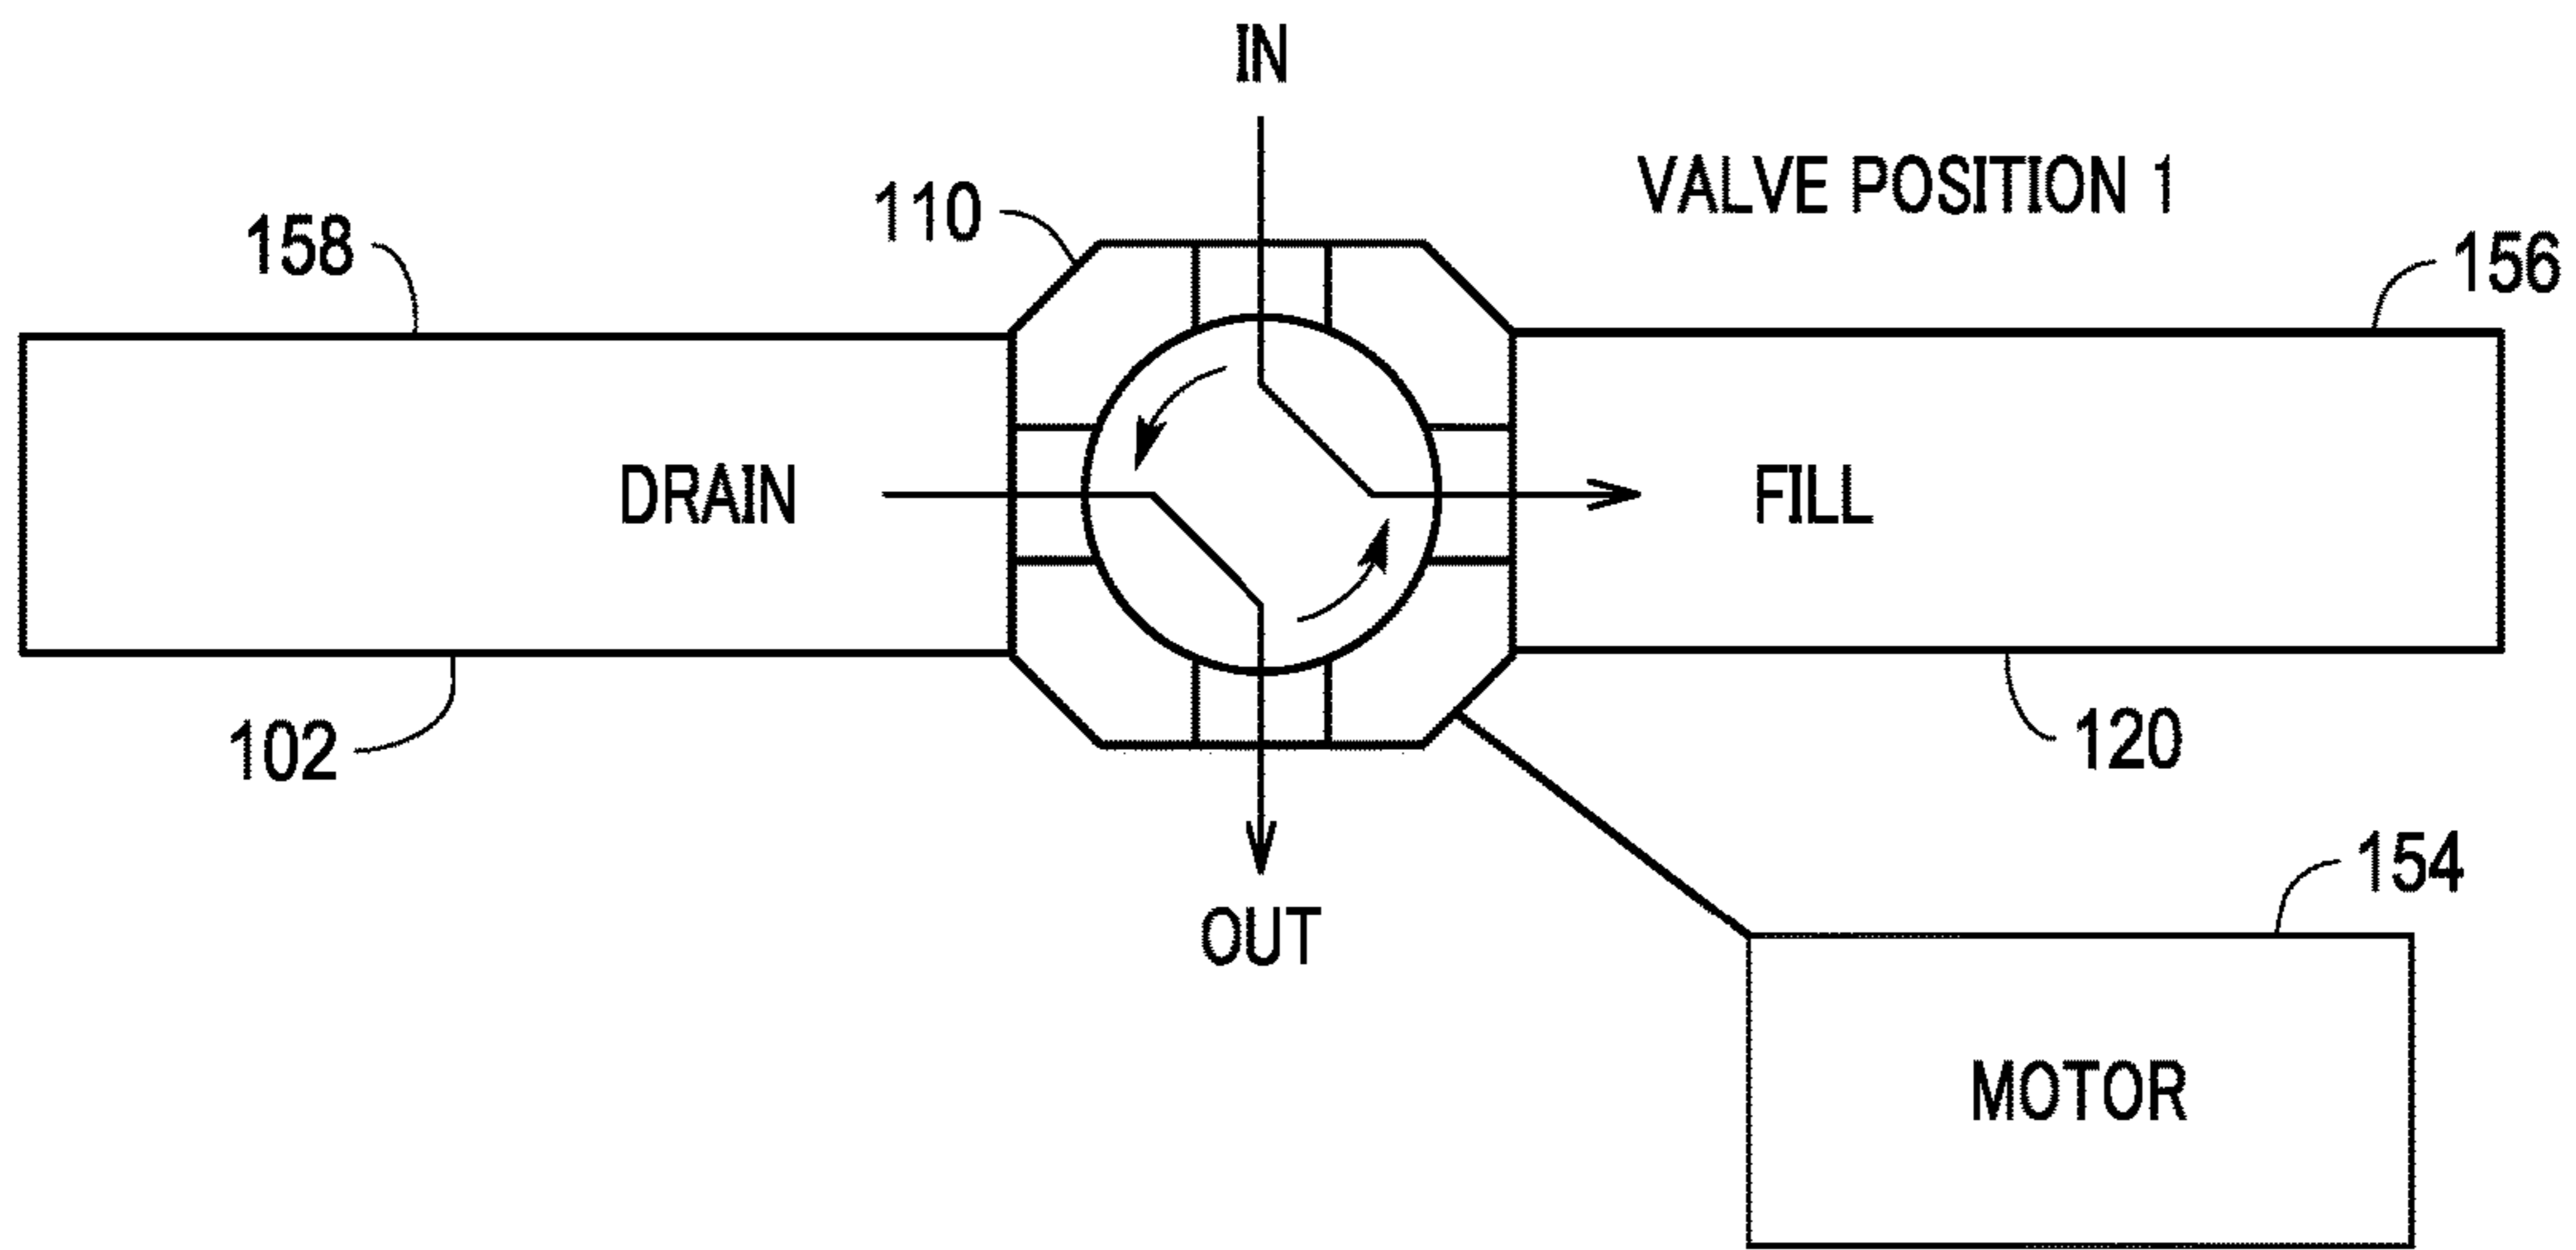 IN
VALVE POSITION 1
110
158
156
DRAIN
FILL
102
120
154
OUT
MOTOR